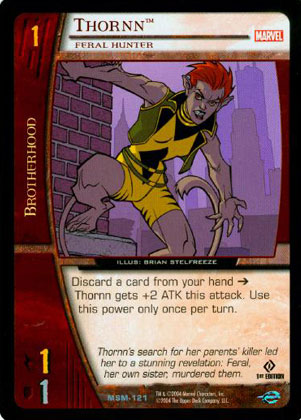 1
THORNN™
FERAL HUNTER
MARVEL
BROTHERHOOD
ILLUS: BRIAN STELFREEZE
Discard a card from your hand →
Thornn gets +2 ATK this attack. Use
this power only once per turn.
1ST EDITION
Thornn's search for her parents' killer led
her to a stunning revelation: Feral,
her own sister, murdered them.
1
1
MSM-121